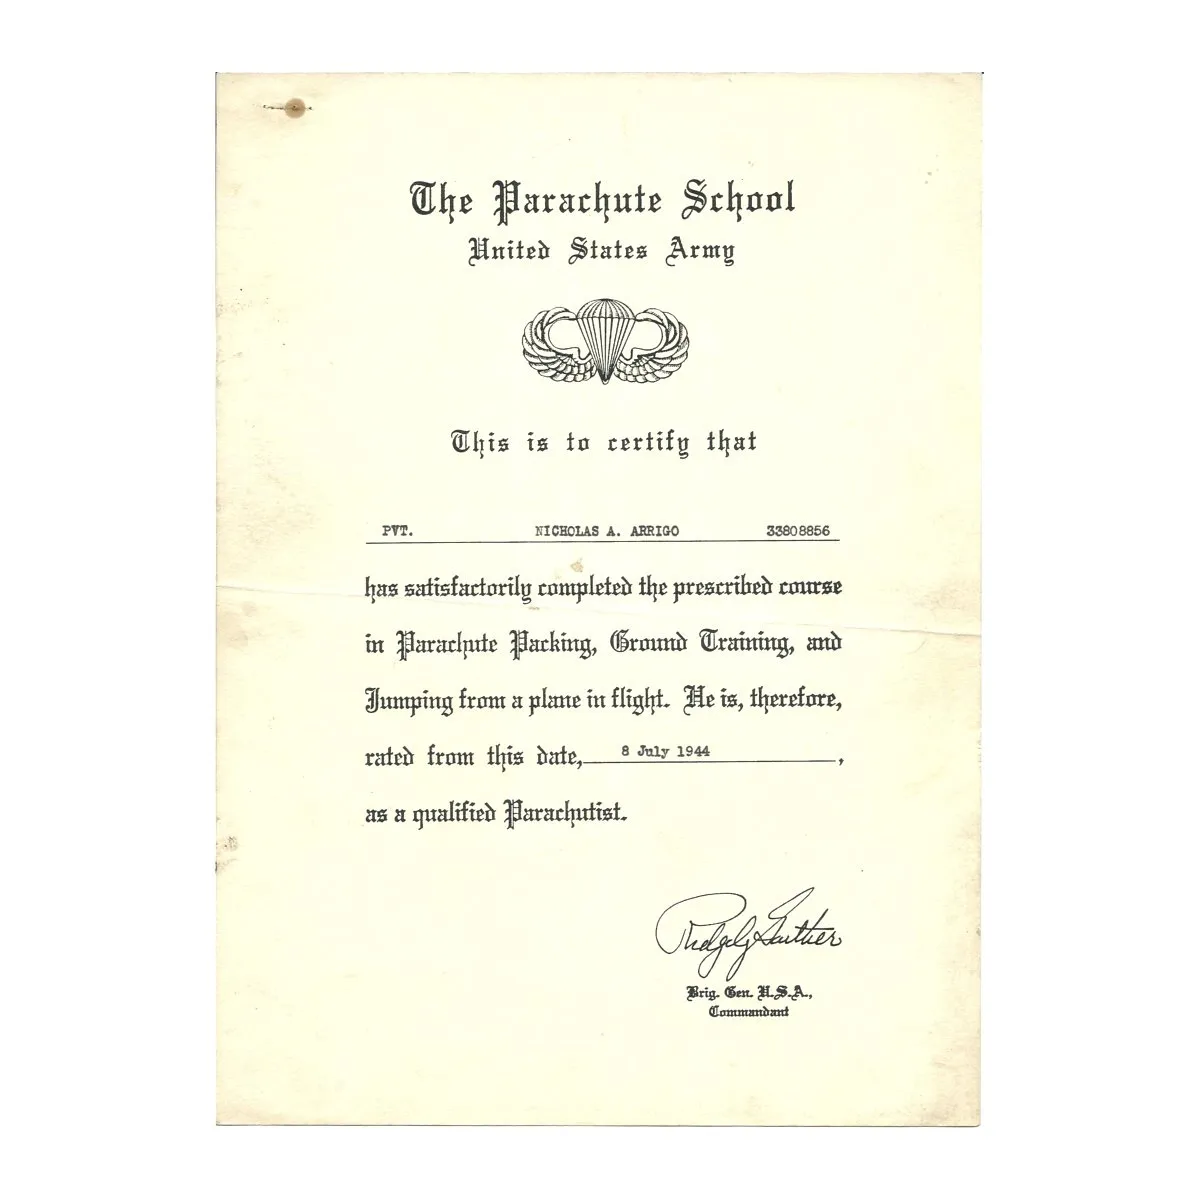 The Parachute School
United States Army
This is to certify that
PVT. NICHOLAS A. ARRIGO 33808856
has satisfactorily completed the prescribed course
in Parachute Packing, Ground Training, and
Jumping from a plane in flight. He is, therefore,
rated from this date, 8 July 1944,
as a qualified Parachutist.
Ridgely Gaither
Brig. Gen. U.S.A.,
Commandant